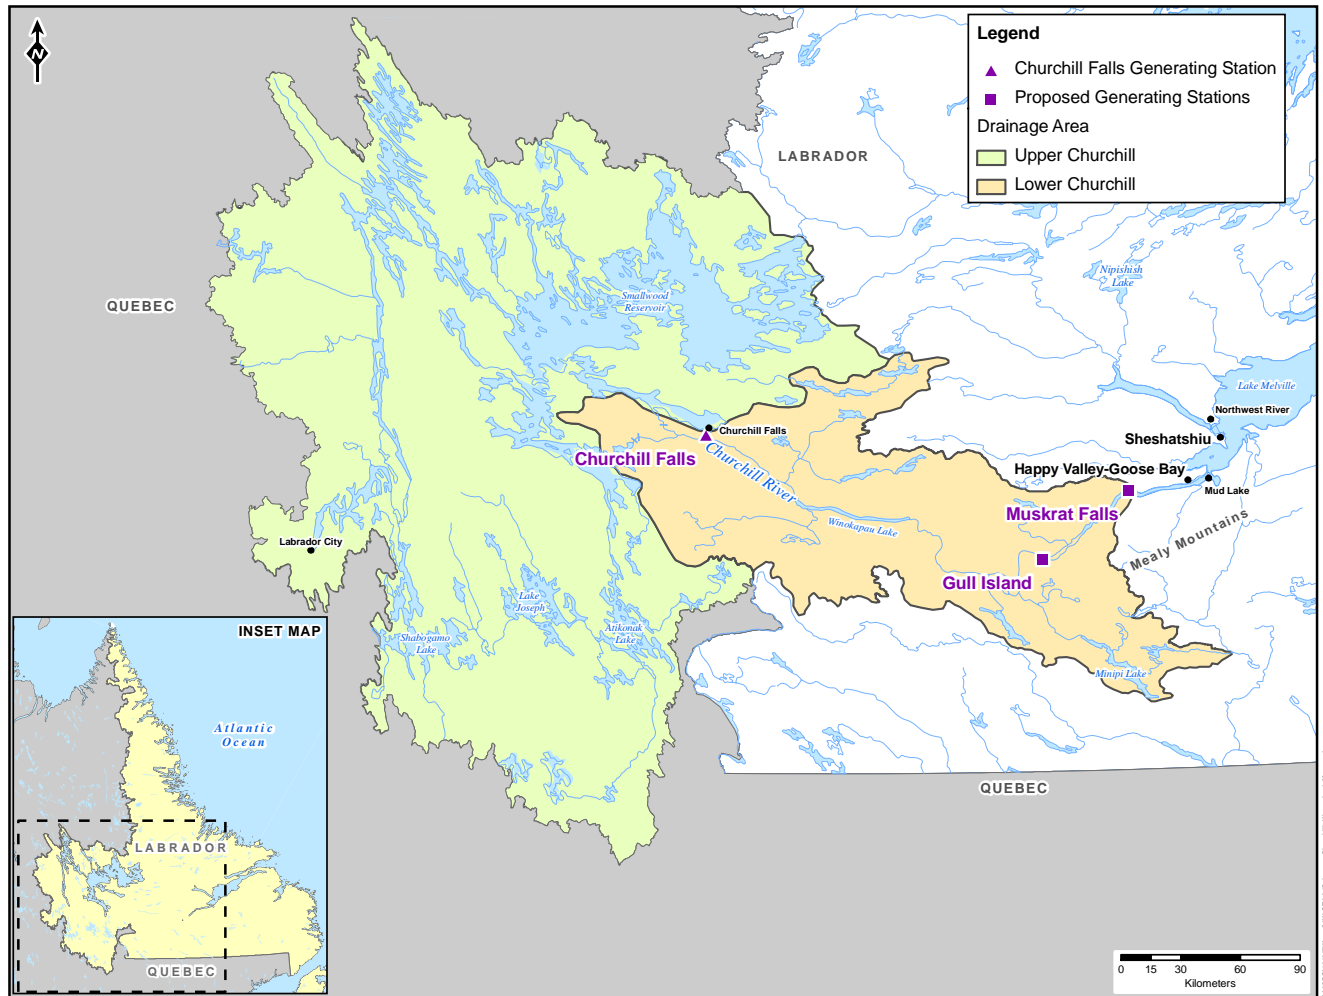 N
Legend
Churchill Falls Generating Station
Proposed Generating Stations
Drainage Area
Upper Churchill
Lower Churchill
LABRADOR
QUEBEC
Nipishish
Lake
Smallwood
Reservoir
Lake Melville
Northwest River
Sheshatshiu
Churchill Falls
Churchill Falls
Churchill River
Happy Valley-Goose Bay
Mud Lake
Muskrat Falls
Winokapau Lake
Mealy Mountains
Labrador City
Gull Island
Lake
Joseph
Atikonak
Lake
Shabogamo
Lake
Minipi Lake
QUEBEC
INSET MAP
Atlantic
Ocean
LABRADOR
QUEBEC
0 15 30 60 90
Kilometers